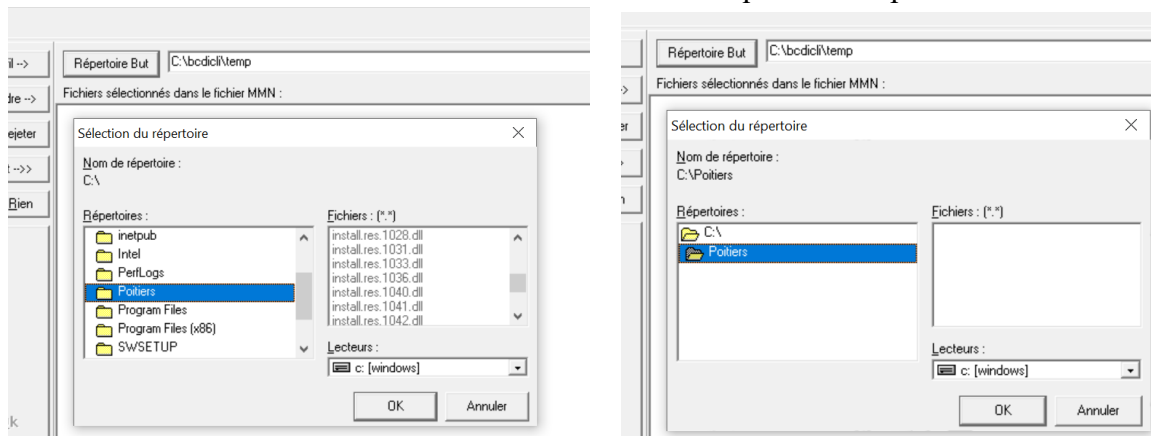 il -->
Répertoire But
C:\bcdicli\temp
dre -->
Fichiers sélectionnés dans le fichier MMN :
ejeter
t -->>
Rien
Sélection du répertoire
Nom de répertoire :
C:\
Répertoires :
Fichiers : (*.*)
inetpub
Intel
PerfLogs
Poitiers
Program Files
Program Files (x86)
SWSETUP
install.res.1028.dll
install.res.1031.dll
install.res.1033.dll
install.res.1036.dll
install.res.1040.dll
install.res.1041.dll
install.res.1042.dll
Lecteurs :
c: [windows]
OK
Annuler
k
Répertoire But
C:\bcdicli\temp
Fichiers sélectionnés dans le fichier MMN :
er
Sélection du répertoire
Nom de répertoire :
C:\Poitiers
Répertoires :
Fichiers : (*.*)
C:\
Poitiers
Lecteurs :
c: [windows]
OK
Annuler